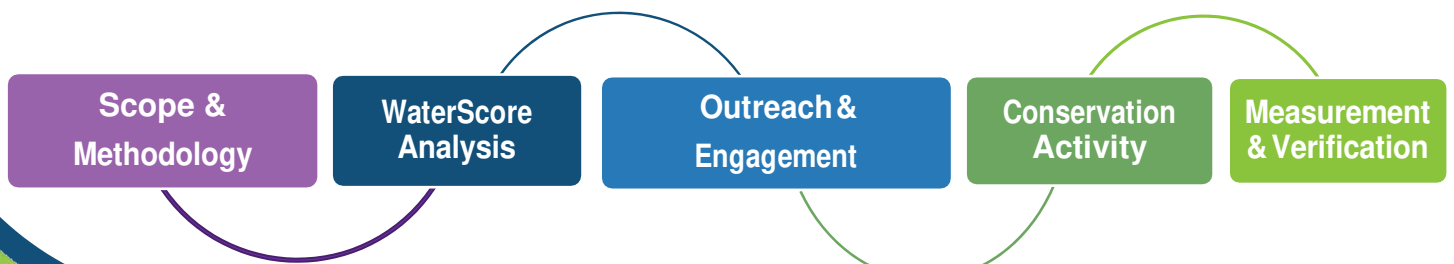 Scope &
Methodology
WaterScore
Analysis
Outreach &
Engagement
Conservation
Activity
Measurement
& Verification